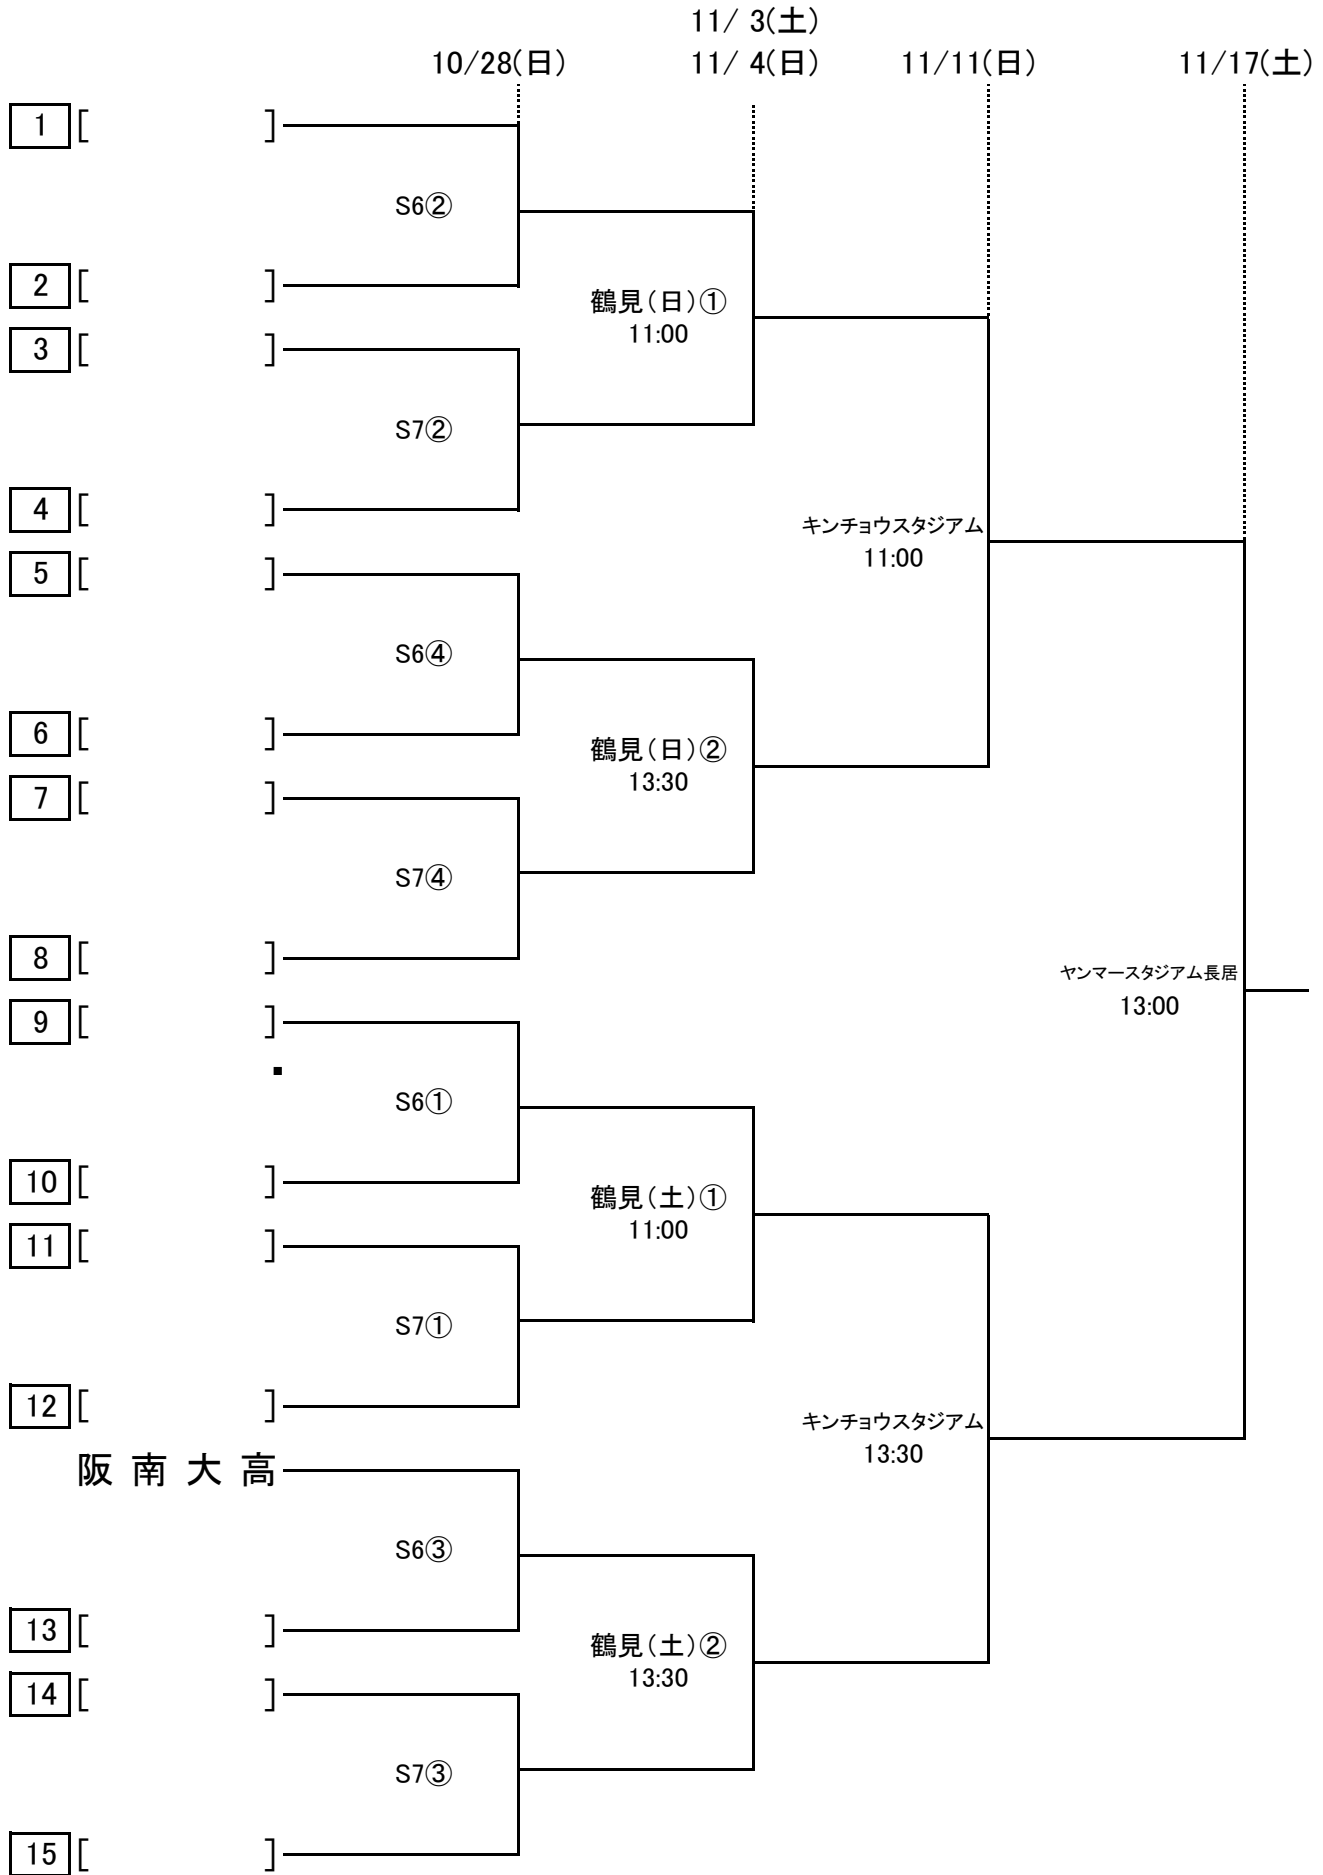 11/ 3(土)
10/28(日) 11/ 4(日) 11/11(日) 11/17(土)
1 [ ]
S6②
2 [ ]
鶴見(日)①
11:00
3 [ ]
S7②
4 [ ]
キンチョウスタジアム
11:00
5 [ ]
S6④
6 [ ]
鶴見(日)②
13:30
7 [ ]
S7④
8 [ ]
ヤンマースタジアム長居
13:00
9 [ ]
S6①
10 [ ]
鶴見(土)①
11:00
11 [ ]
S7①
12 [ ]
キンチョウスタジアム
13:30
阪南大高
S6③
13 [ ]
鶴見(土)②
13:30
14 [ ]
S7③
15 [ ]